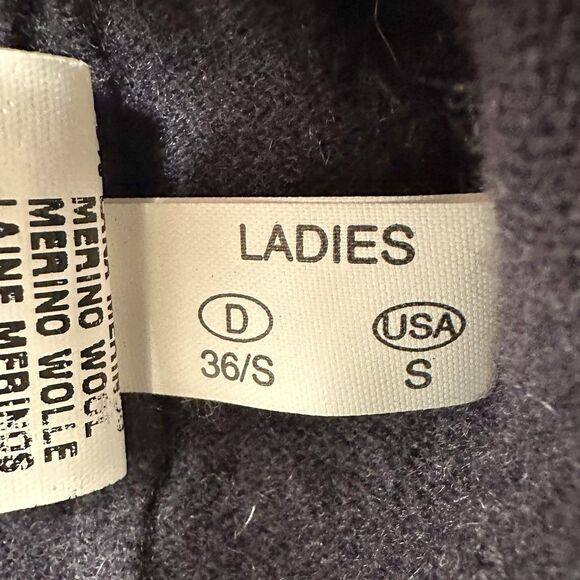 LADIES
D USA
36/S S
MERINO WOOL
MERINO WOLLE
LAINE MERINOS